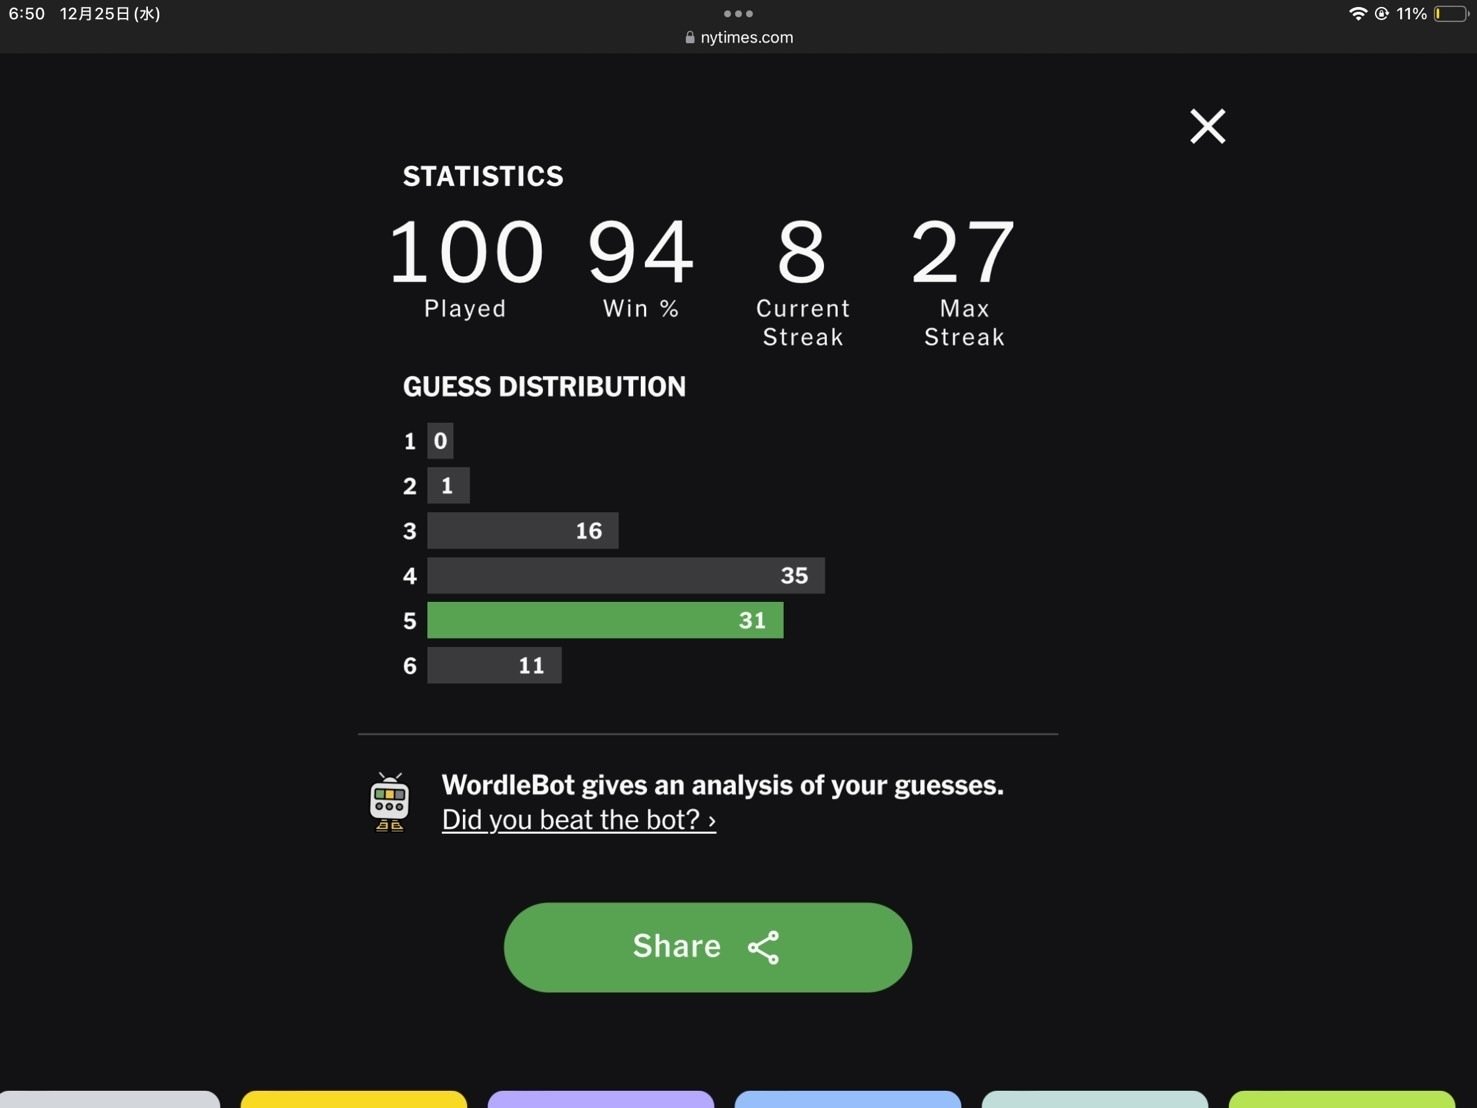 6:50 12月25日(水)
11%
nytimes.com
STATISTICS
100 94 8 27
Played Win % Current Streak Max Streak
GUESS DISTRIBUTION
1 0
2 1
3 16
4 35
5 31
6 11
WordleBot gives an analysis of your guesses.
Did you beat the bot? ›
Share